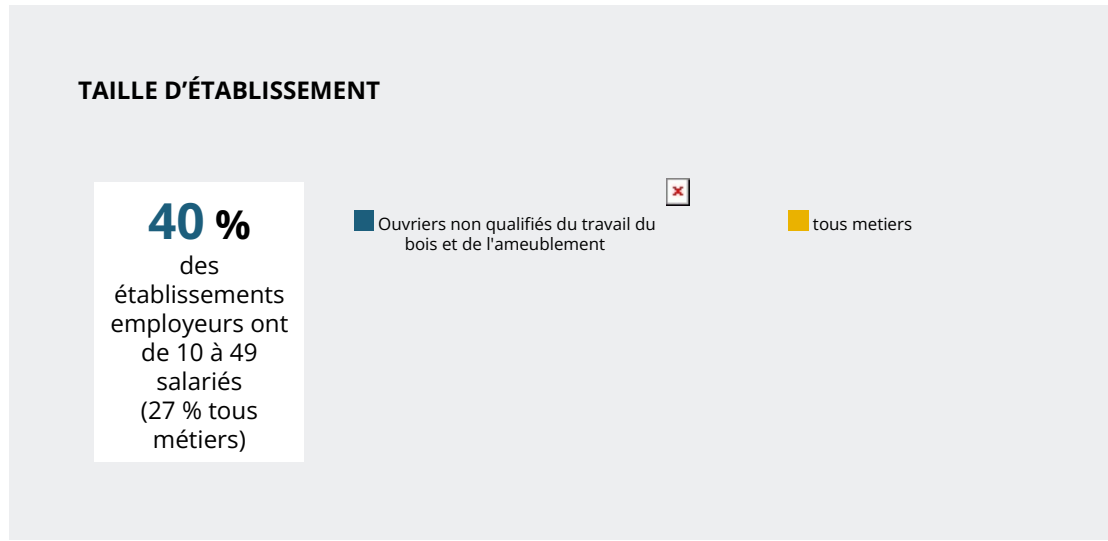 TAILLE D'ÉTABLISSEMENT
40 %
des
établissements
employeurs ont
de 10 à 49
salariés
(27 % tous
métiers)
Ouvriers non qualifiés du travail du
bois et de l'ameublement
tous metiers